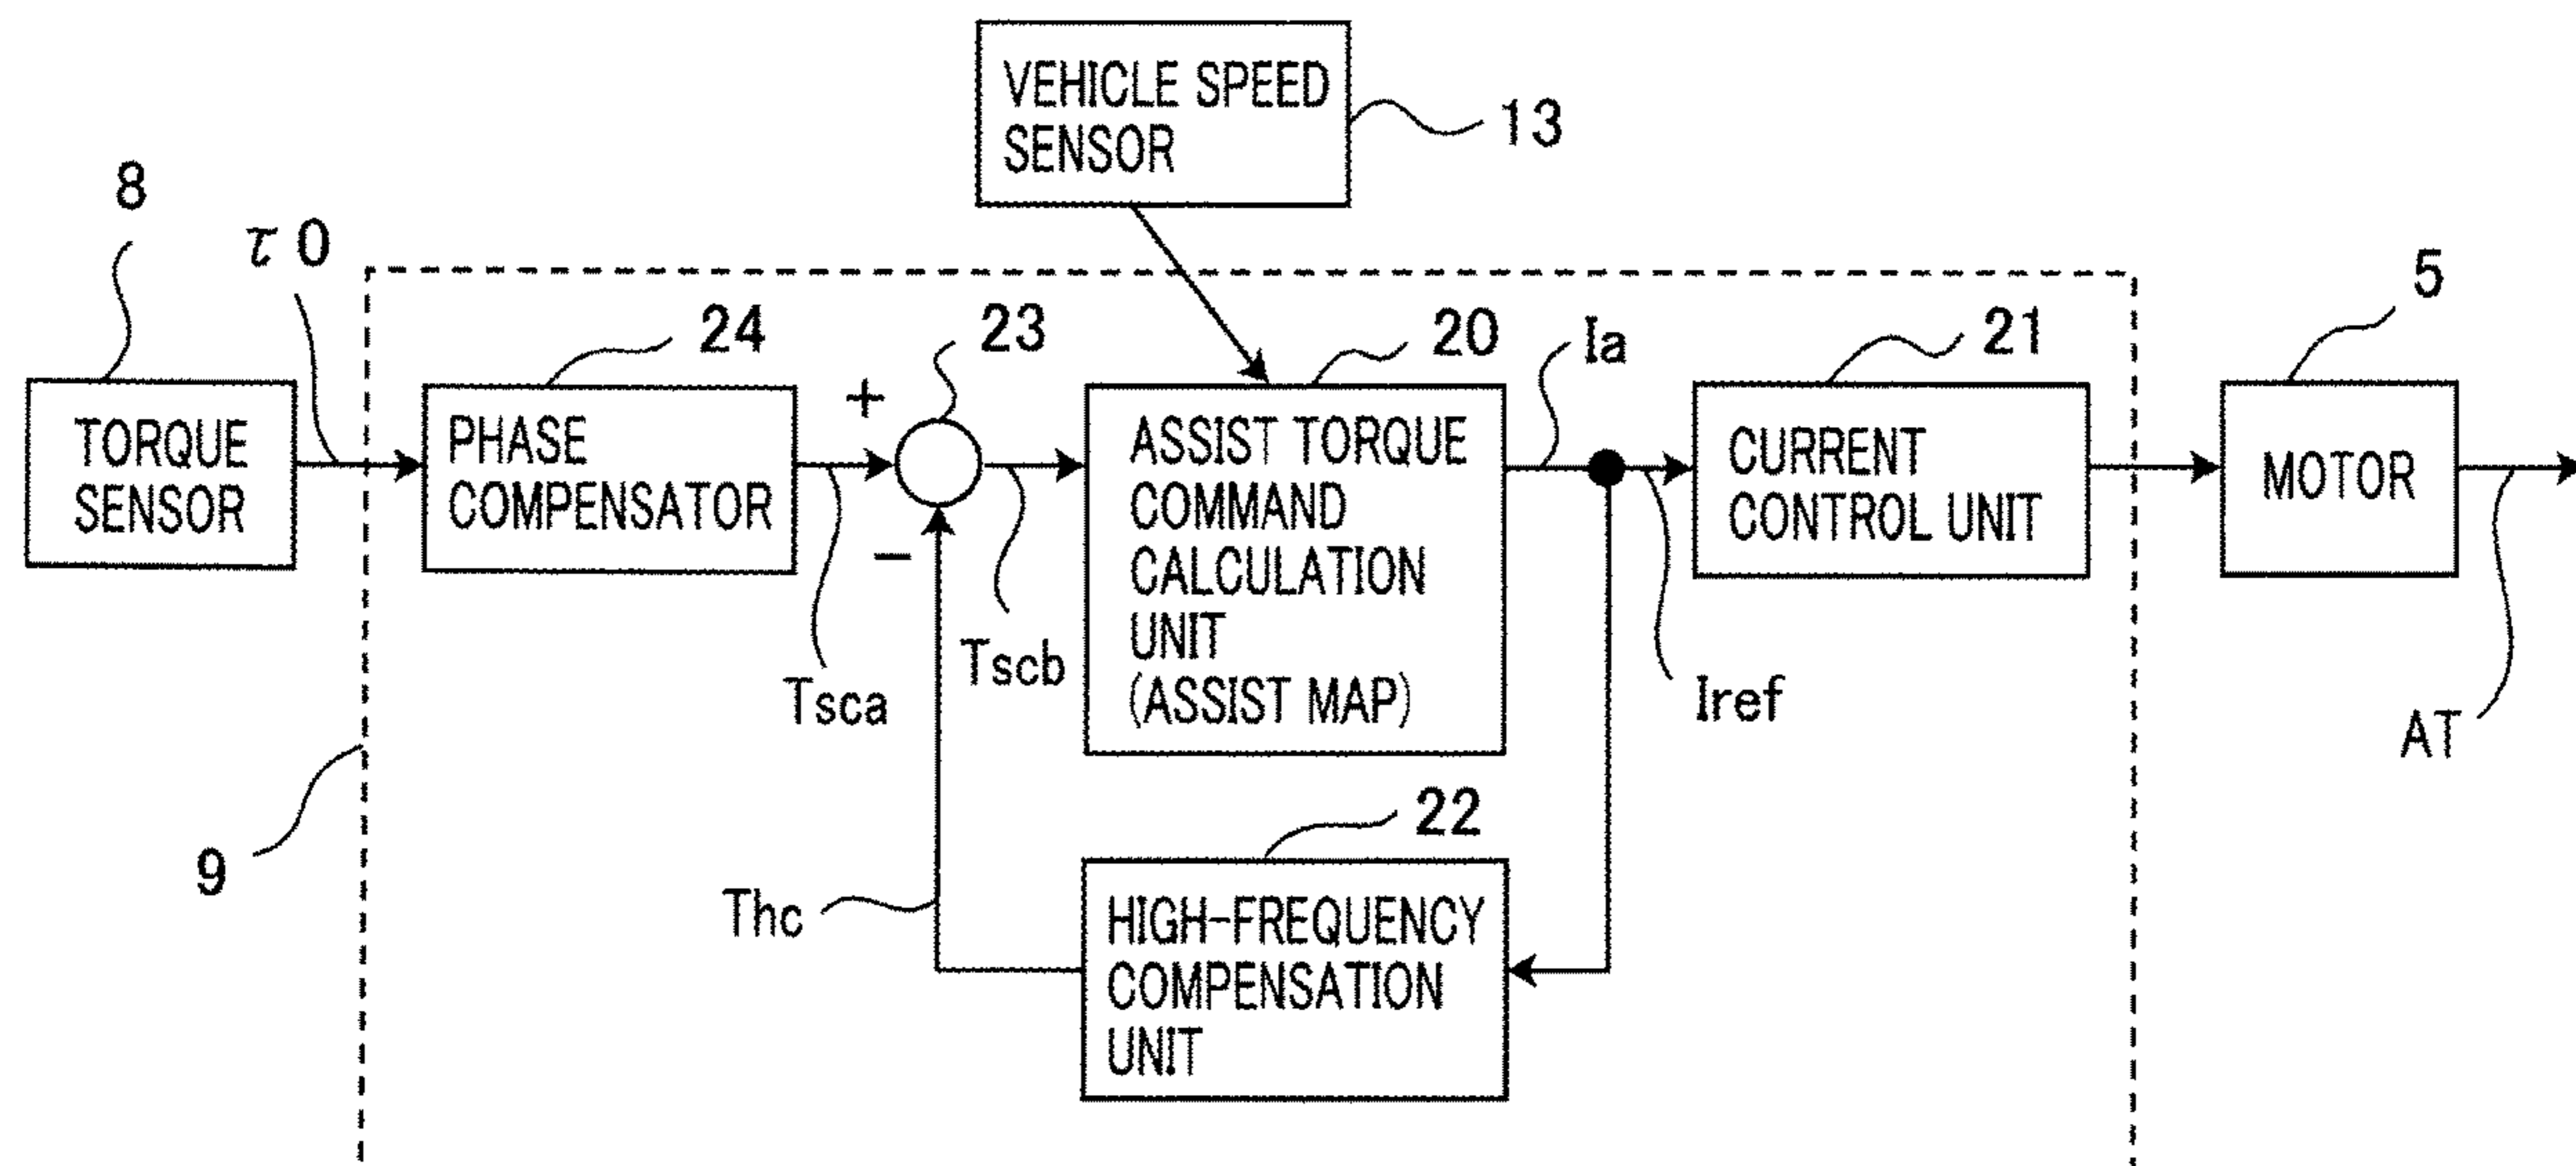 VEHICLE SPEED
SENSOR
13
8
τ0
TORQUE
SENSOR
24
PHASE
COMPENSATOR
+
−
23
Tsca
Tscb
20
ASSIST TORQUE
COMMAND
CALCULATION
UNIT
(ASSIST MAP)
Ia
Iref
21
CURRENT
CONTROL UNIT
5
MOTOR
AT
9
Thc
22
HIGH-FREQUENCY
COMPENSATION
UNIT